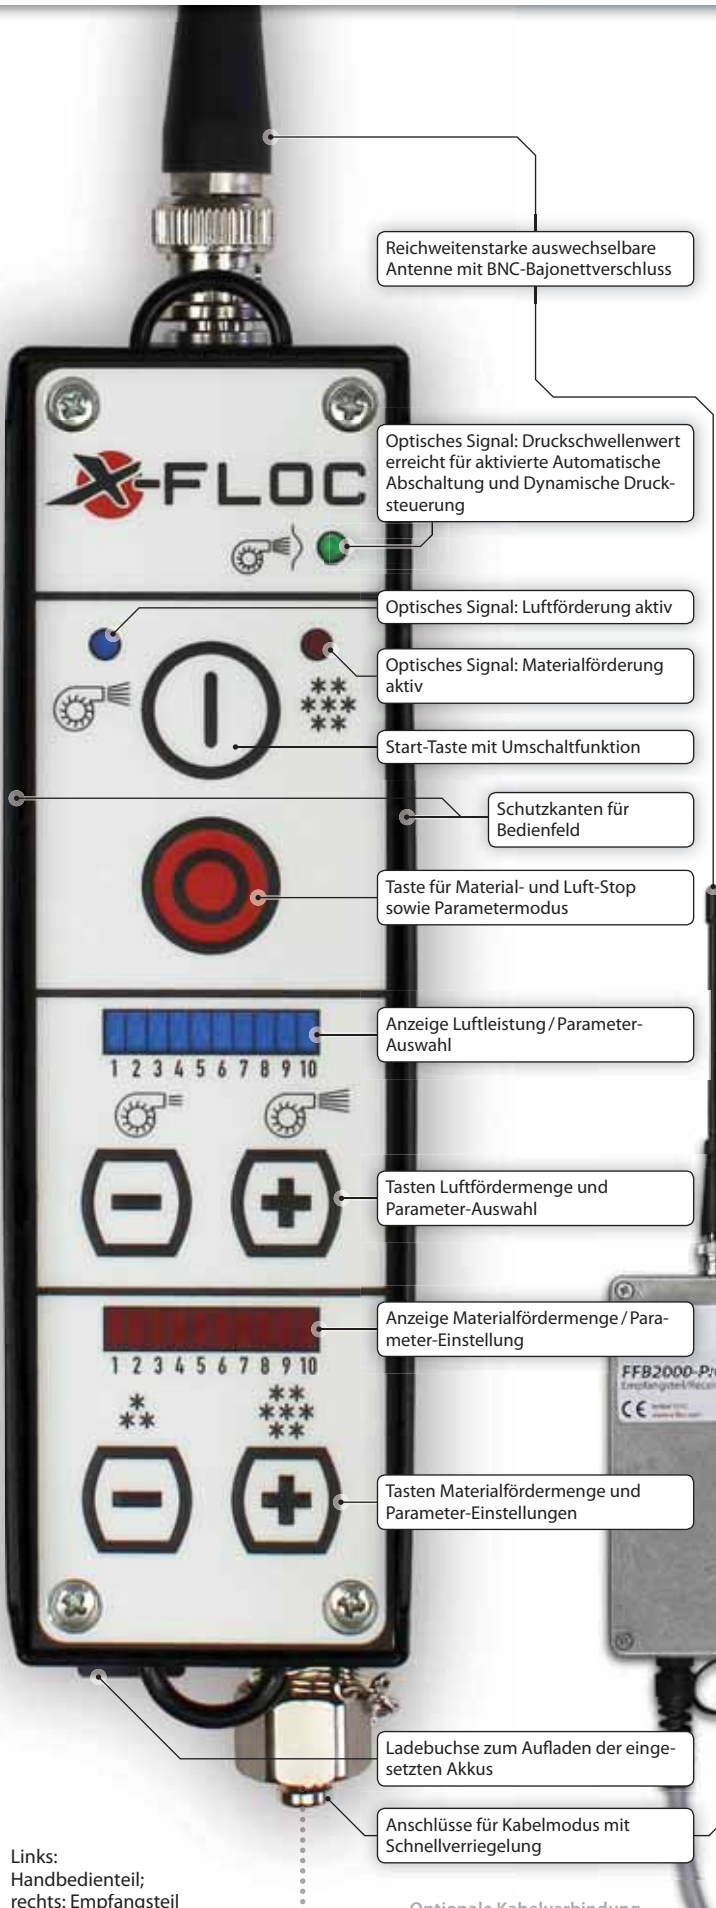 Reichweitenstarke auswechselbare
Antenne mit BNC-Bajonettverschluss
X-FLOC
Optisches Signal: Druckschwellenwert
erreicht für aktivierte Automatische
Abschaltung und Dynamische Druck-
steuerung
Optisches Signal: Luftförderung aktiv
Optisches Signal: Materialförderung
aktiv
Start-Taste mit Umschaltfunktion
Schutzkanten für
Bedienfeld
Taste für Material- und Luft-Stop
sowie Parametermodus
Anzeige Luftleistung / Parameter-
Auswahl
1 2 3 4 5 6 7 8 9 10
Tasten Luftfördermenge und
Parameter-Auswahl
Anzeige Materialfördermenge / Para-
meter-Einstellung
1 2 3 4 5 6 7 8 9 10
FFB2000-Pr
Empfangsteil/Recei
CE
Tasten Materialfördermenge und
Parameter-Einstellungen
Ladebuchse zum Aufladen der einge-
setzten Akkus
Anschlüsse für Kabelmodus mit
Schnellverriegelung
Links:
Handbedienteil;
rechts: Empfangsteil
Optionale Kabelverbindung